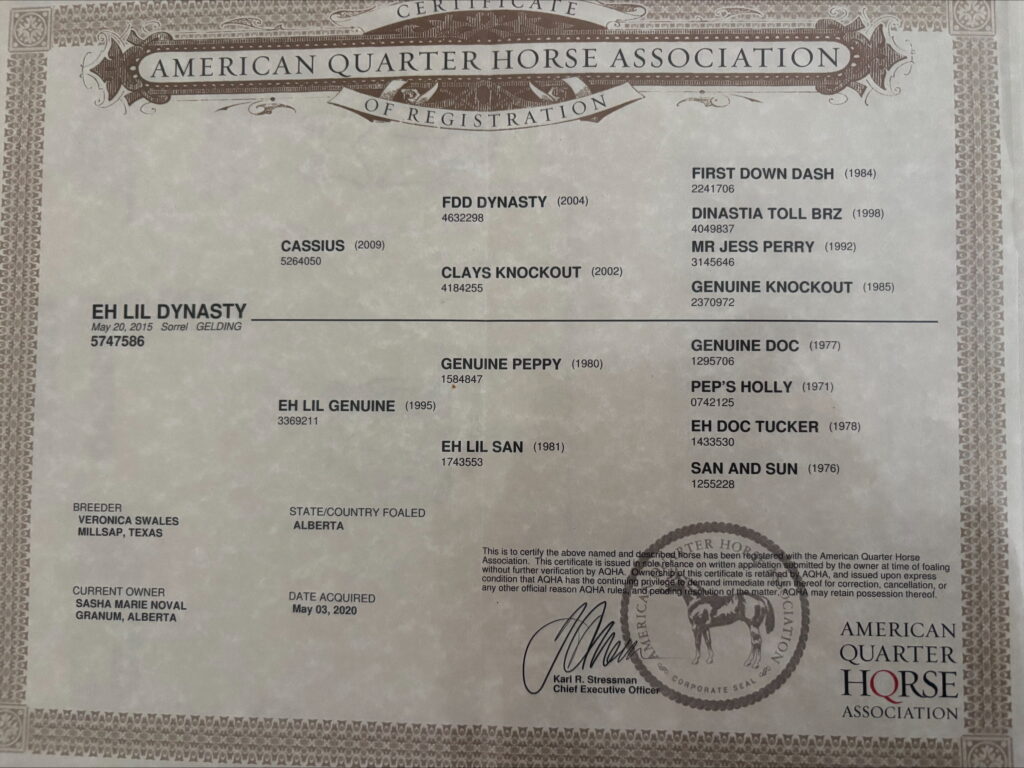 CERTIFICATE
AMERICAN QUARTER HORSE ASSOCIATION
OF REGISTRATION
FIRST DOWN DASH (1984)
2241706
FDD DYNASTY (2004)
4632298
DINASTIA TOLL BRZ (1998)
4049837
CASSIUS (2009)
5264050
MR JESS PERRY (1992)
3145646
CLAYS KNOCKOUT (2002)
4184255
GENUINE KNOCKOUT (1985)
2370972
EH LIL DYNASTY
May 20, 2015 Sorrel GELDING
5747586
GENUINE DOC (1977)
1295706
GENUINE PEPPY (1980)
1584847
PEP'S HOLLY (1971)
0742125
EH LIL GENUINE (1995)
3369211
EH DOC TUCKER (1978)
1433530
EH LIL SAN (1981)
1743553
SAN AND SUN (1976)
1255228
BREEDER
VERONICA SWALES
MILLSAP, TEXAS
STATE/COUNTRY FOALED
ALBERTA
CURRENT OWNER
SASHA MARIE NOVAL
GRANUM, ALBERTA
DATE ACQUIRED
May 03, 2020
This is to certify the above named and described horse has been registered with the American Quarter Horse
Association. This certificate is issued in sole reliance on written application submitted by the owner at time of foaling
without further verification by AQHA. Ownership of this certificate is retained by AQHA, and issued upon express
condition that AQHA has the continuing privilege to demand immediate return thereof for correction, cancellation, or
any other official reason AQHA rules, and pending resolution of the matter, AQHA may retain possession thereof.
Karl R. Stressman
Chief Executive Officer
AMERICAN QUARTER HORSE ASSOCIATION
CORPORATE SEAL
AMERICAN
QUARTER
HORSE
ASSOCIATION